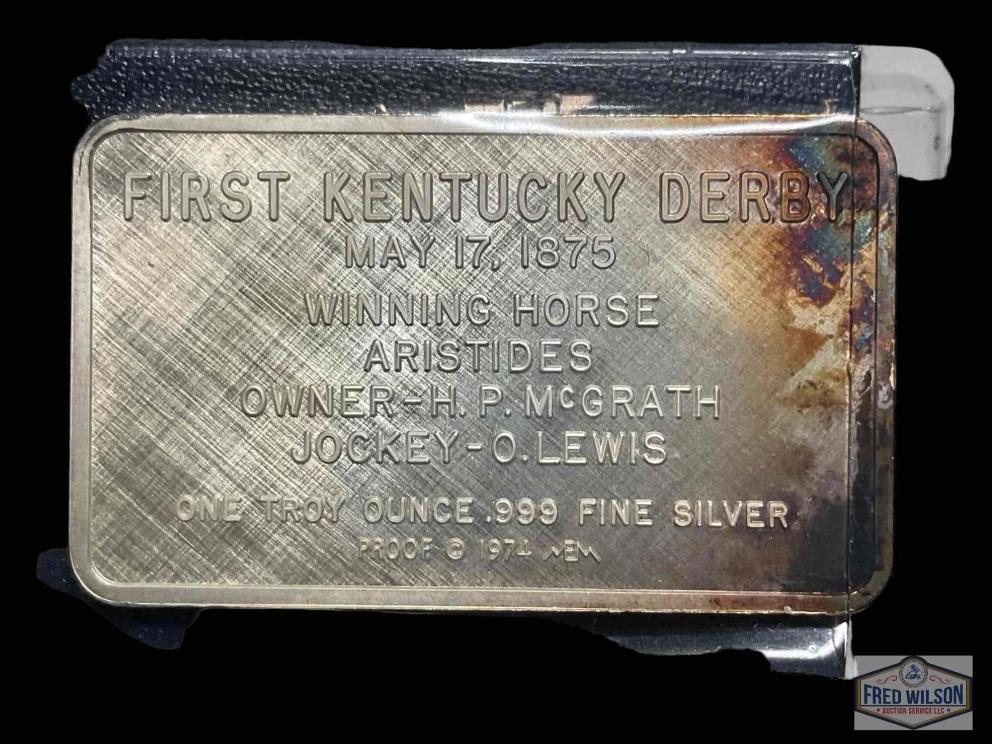 FIRST KENTUCKY DERBY
MAY 17, 1875
WINNING HORSE
ARISTIDES
OWNER-H. P. McGRATH
JOCKEY-O. LEWIS
ONE TROY OUNCE .999 FINE SILVER
PROOF © 1974 MEM
FRED WILSON
AUCTION SERVICE LLC